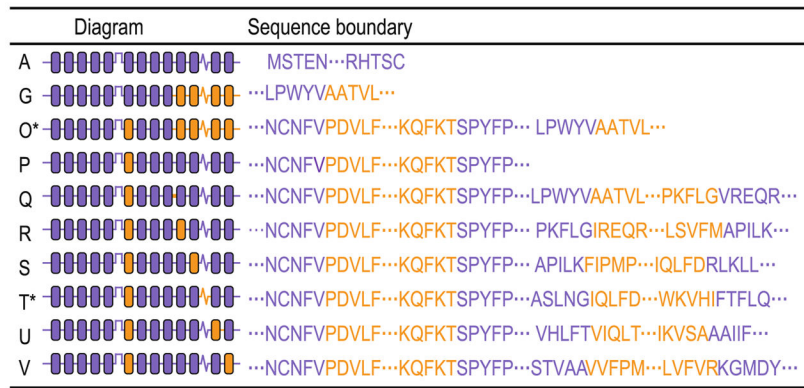 Diagram Sequence boundary
A MSTEN···RHTSC
G ···LPWYVAATVL···
O* ···NCNFVPDVLF···KQFKTSPYFP··· LPWYVAATVL···
P ···NCNFVPDVLF···KQFKTSPYFP···
Q ···NCNFVPDVLF···KQFKTSPYFP···LPWYVAATVL···PKFLGVREQR···
R ···NCNFVPDVLF···KQFKTSPYFP··· PKFLGIREQR···LSVFMAPILK···
S ···NCNFVPDVLF···KQFKTSPYFP··· APILKFIPMP···IQLFDRLKLL···
T* ···NCNFVPDVLF···KQFKTSPYFP···ASLNGIQLFD···WKVHIFTFLQ···
U ···NCNFVPDVLF···KQFKTSPYFP··· VHLFTVIQLT···IKVSAAAIIF···
V ···NCNFVPDVLF···KQFKTSPYFP···STVAAVVFPM···LVFVRKGMDY···